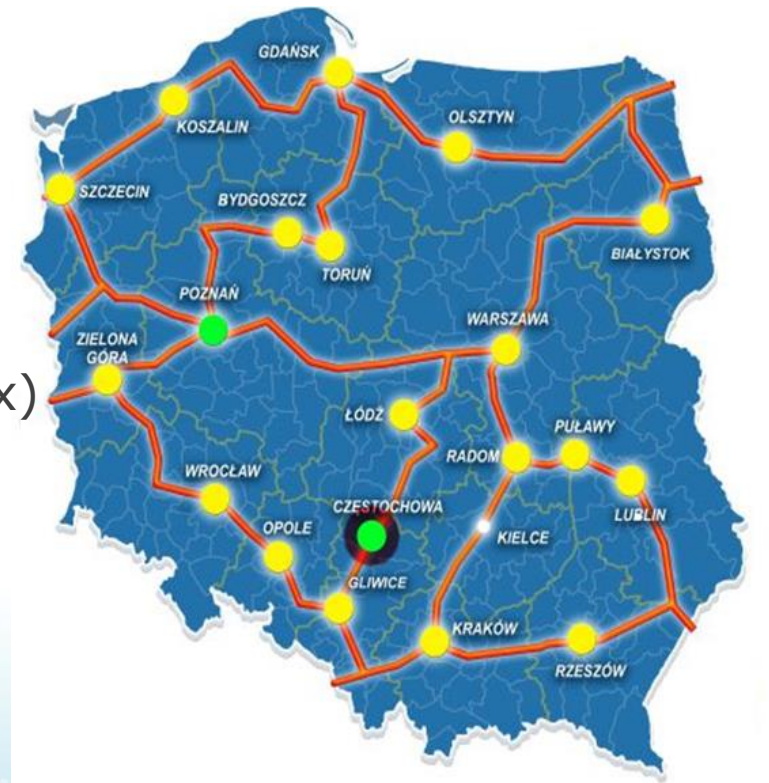 GDAŃSK
KOSZALIN
OLSZTYN
SZCZECIN
BYDGOSZCZ
TORUŃ
BIAŁYSTOK
POZNAŃ
WARSZAWA
ZIELONA
GÓRA
x)
ŁÓDŹ
PUŁAWY
RADOM
WROCŁAW
CZĘSTOCHOWA
LUBLIN
OPOLE
KIELCE
GLIWICE
KRAKÓW
RZESZÓW